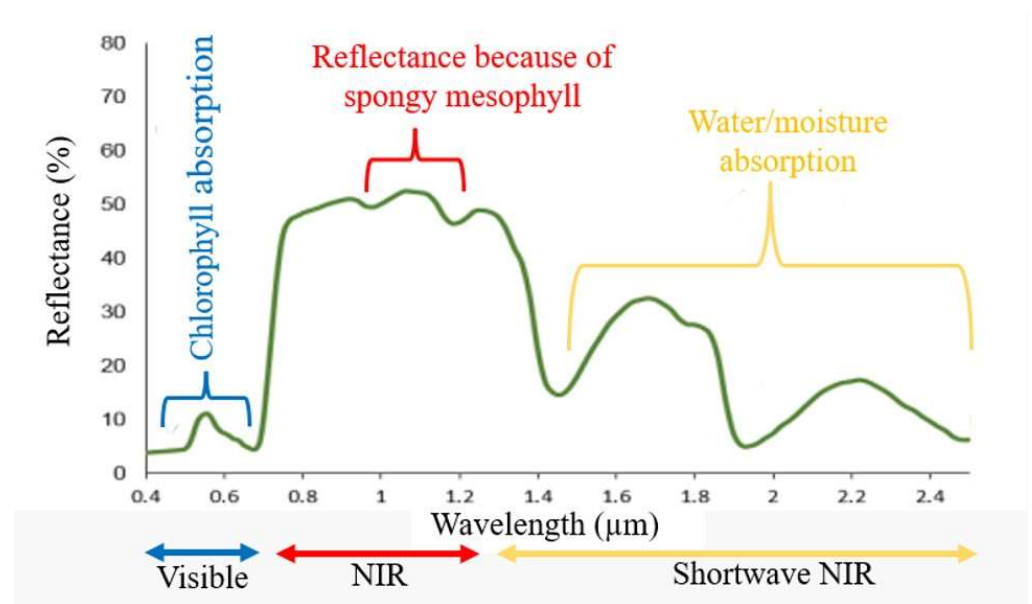 Reflectance (%)
80
70
60
50
40
30
20
10
0
Chlorophyll absorption
Reflectance because of
spongy mesophyll
Water/moisture
absorption
0.4 0.6 0.8 1 1.2 1.4 1.6 1.8 2 2.2 2.4
Wavelength (µm)
Visible NIR Shortwave NIR